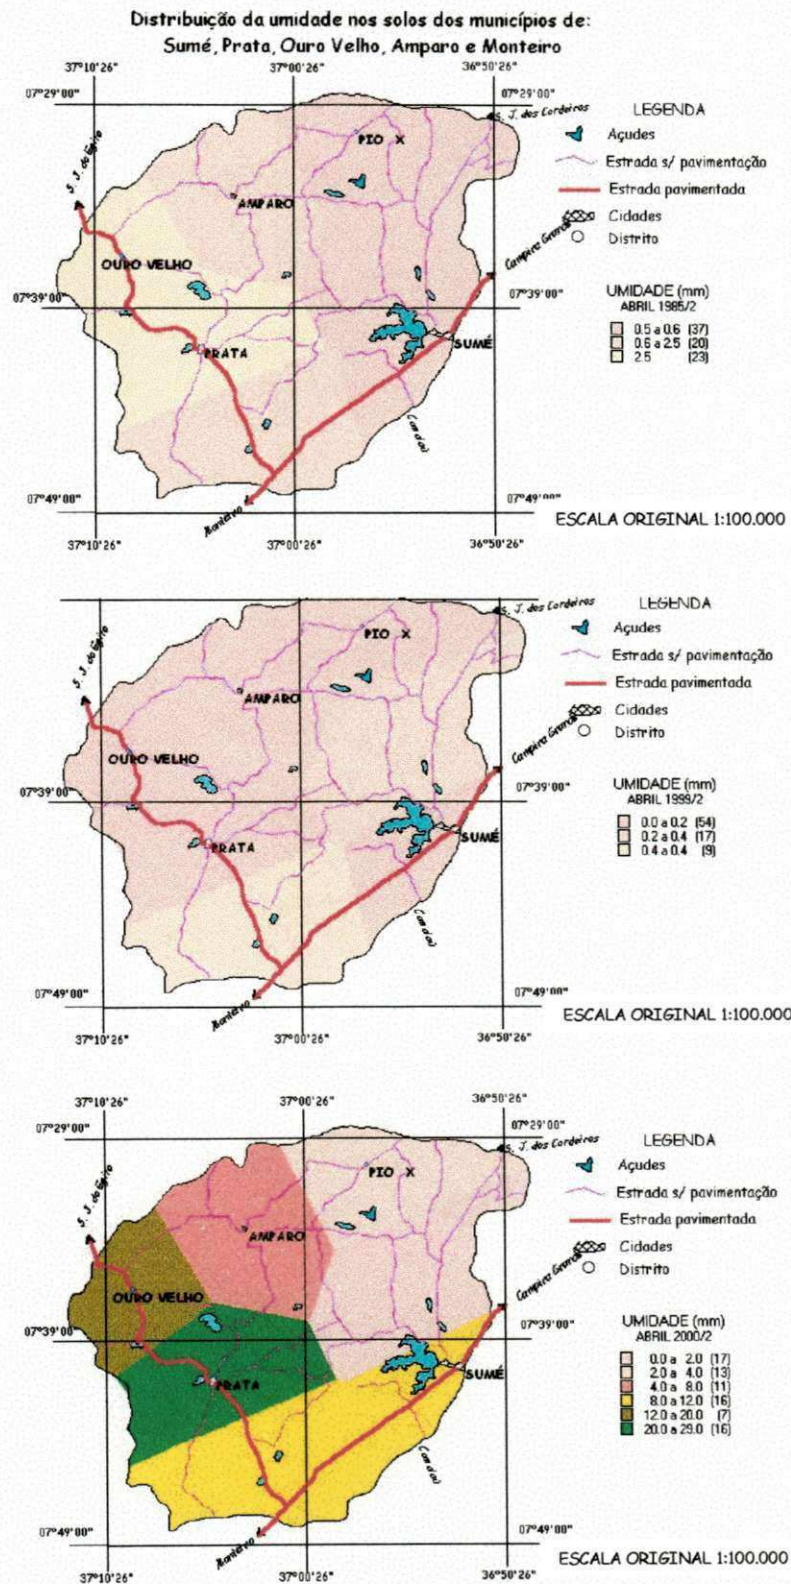 Distribuição da umidade nos solos dos municípios de:
Sumé, Prata, Ouro Velho, Amparo e Monteiro
37°10'26" 37°00'26" 36°50'26"
07°29'00" 07°29'00"
S. J. dos Cordeiros
LEGENDA
PIO X
Açudes
Estrada s/ pavimentação
S. J. do Egito
AMPARO
Estrada pavimentada
Cidades
Campina Grande
Distrito
OURO VELHO
07°39'00" 07°39'00"
UMIDADE (mm)
ABRIL 1985/2
0.5 a 0.6 (37)
0.6 a 2.5 (20)
2.5 (23)
SUMÉ
PRATA
07°49'00" 07°49'00"
Monteiro
ESCALA ORIGINAL 1:100.000
37°10'26" 37°00'26" 36°50'26"
S. J. dos Cordeiros
LEGENDA
PIO X
Açudes
Estrada s/ pavimentação
S. J. do Egito
AMPARO
Estrada pavimentada
Cidades
Campina Grande
Distrito
OURO VELHO
07°39'00" 07°39'00"
UMIDADE (mm)
ABRIL 1999/2
0.0 a 0.2 (54)
0.2 a 0.4 (17)
0.4 a 0.4 (9)
SUMÉ
PRATA
07°49'00" 07°49'00"
Monteiro
ESCALA ORIGINAL 1:100.000
37°10'26" 37°00'26" 36°50'26"
37°10'26" 37°00'26" 36°50'26"
07°29'00" 07°29'00"
S. J. dos Cordeiros
LEGENDA
PIO X
Açudes
Estrada s/ pavimentação
S. J. do Egito
AMPARO
Estrada pavimentada
Cidades
Campina Grande
Distrito
OURO VELHO
07°39'00" 07°39'00"
UMIDADE (mm)
ABRIL 2000/2
0.0 a 2.0 (17)
2.0 a 4.0 (13)
4.0 a 8.0 (11)
8.0 a 12.0 (16)
12.0 a 20.0 (7)
20.0 a 29.0 (16)
SUMÉ
PRATA
07°49'00" 07°49'00"
Monteiro
ESCALA ORIGINAL 1:100.000
37°10'26" 37°00'26" 36°50'26"